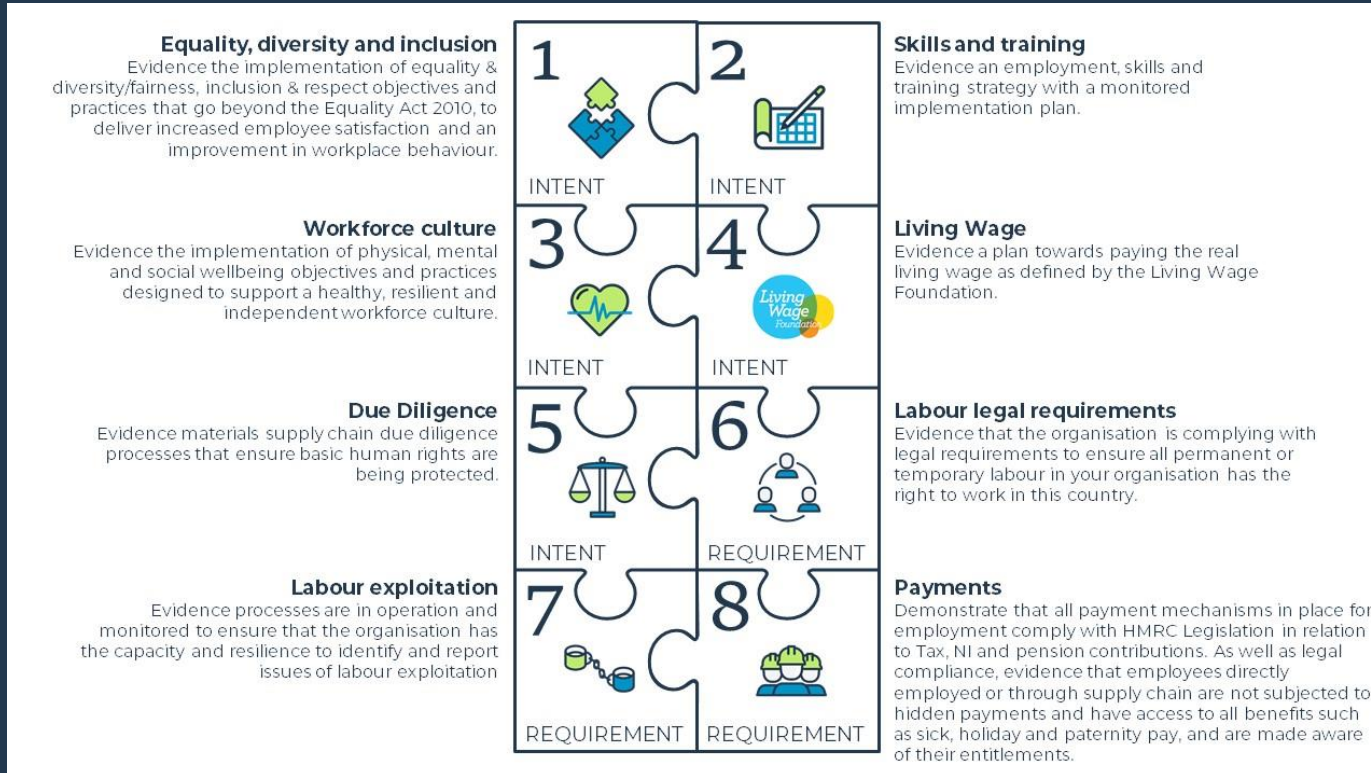 Equality, diversity and inclusion
Evidence the implementation of equality &
diversity/fairness, inclusion & respect objectives and
practices that go beyond the Equality Act 2010, to
deliver increased employee satisfaction and an
improvement in workplace behaviour.
1
INTENT
2
INTENT
Skills and training
Evidence an employment, skills and
training strategy with a monitored
implementation plan.
Workforce culture
Evidence the implementation of physical, mental
and social wellbeing objectives and practices
designed to support a healthy, resilient and
independent workforce culture.
3
INTENT
4
Living
Wage
Foundation
INTENT
Living Wage
Evidence a plan towards paying the real
living wage as defined by the Living Wage
Foundation.
Due Diligence
Evidence materials supply chain due diligence
processes that ensure basic human rights are
being protected.
5
INTENT
6
REQUIREMENT
Labour legal requirements
Evidence that the organisation is complying with
legal requirements to ensure all permanent or
temporary labour in your organisation has the
right to work in this country.
Labour exploitation
Evidence processes are in operation and
monitored to ensure that the organisation has
the capacity and resilience to identify and report
issues of labour exploitation
7
REQUIREMENT
8
REQUIREMENT
Payments
Demonstrate that all payment mechanisms in place for
employment comply with HMRC Legislation in relation
to Tax, NI and pension contributions. As well as legal
compliance, evidence that employees directly
employed or through supply chain are not subjected to
hidden payments and have access to all benefits such
as sick, holiday and paternity pay, and are made aware
of their entitlements.